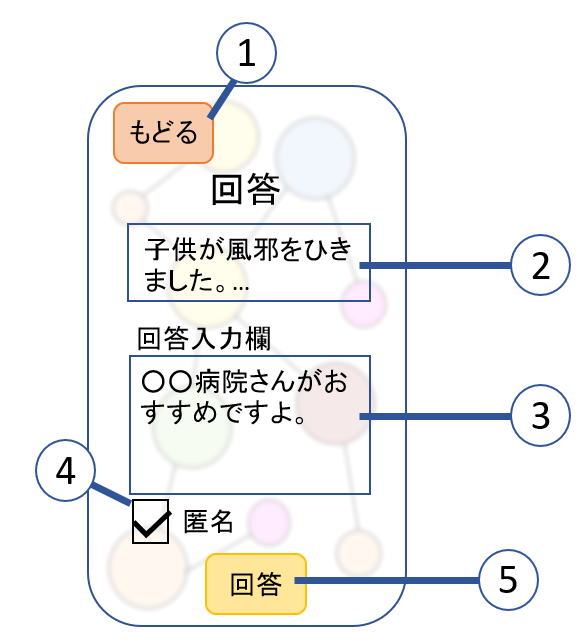 1
もどる
回答
子供が風邪をひき
ました。...
2
回答入力欄
〇〇病院さんがお
すすめですよ。
3
4
匿名
回答
5